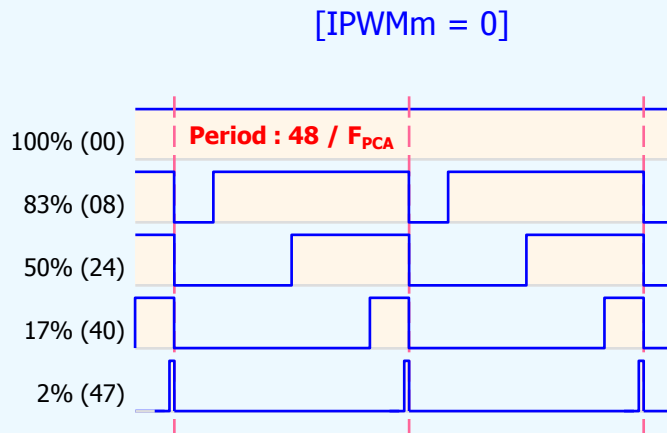 [IPWMm = 0]
100% (00)
Period : 48 / FPCA
83% (08)
50% (24)
17% (40)
2% (47)